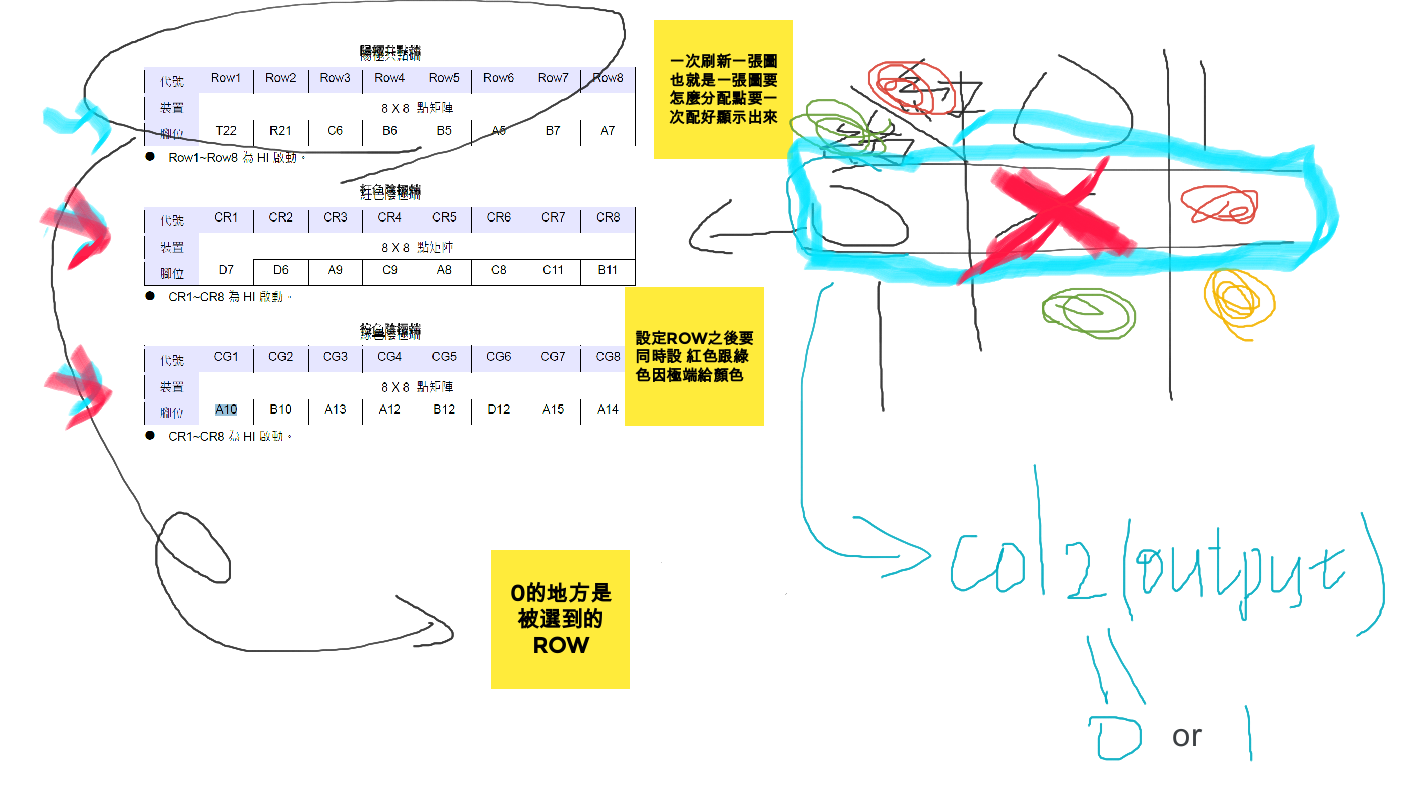 陽極共點端
代號 Row1 Row2 Row3 Row4 Row5 Row6 Row7 Row8
裝置 8 X 8 點矩陣
腳位 T22 R21 C6 B6 B5 A5 B7 A7
● Row1~Row8 為 HI 啟動。
紅色陰極端
代號 CR1 CR2 CR3 CR4 CR5 CR6 CR7 CR8
裝置 8 X 8 點矩陣
腳位 D7 D6 A9 C9 A8 C8 C11 B11
● CR1~CR8 為 HI 啟動。
綠色陰極端
代號 CG1 CG2 CG3 CG4 CG5 CG6 CG7 CG8
裝置 8 X 8 點矩陣
腳位 A10 B10 A13 A12 B12 D12 A15 A14
● CR1~CR8 為 HI 啟動。
一次刷新一張圖
也就是一張圖要
怎麼分配點要一
次配好顯示出來
設定ROW之後要
同時設 紅色跟綠
色因極端給顏色
0的地方是
被選到的
ROW
紅
綠
col 2 (output)
0 or 1